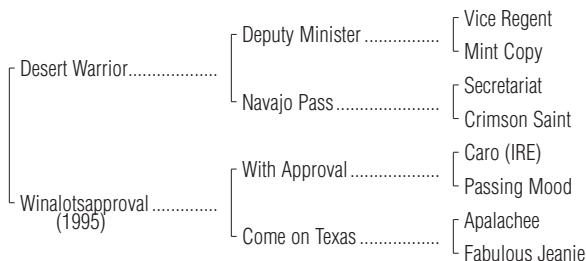 Vice Regent
Deputy Minister ..................
Mint Copy
Desert Warrior.....................
Secretariat
Navajo Pass .........................
Crimson Saint
Caro (IRE)
With Approval ......................
Passing Mood
Winalotsapproval ................
(1995)
Apalachee
Come on Texas ...................
Fabulous Jeanie